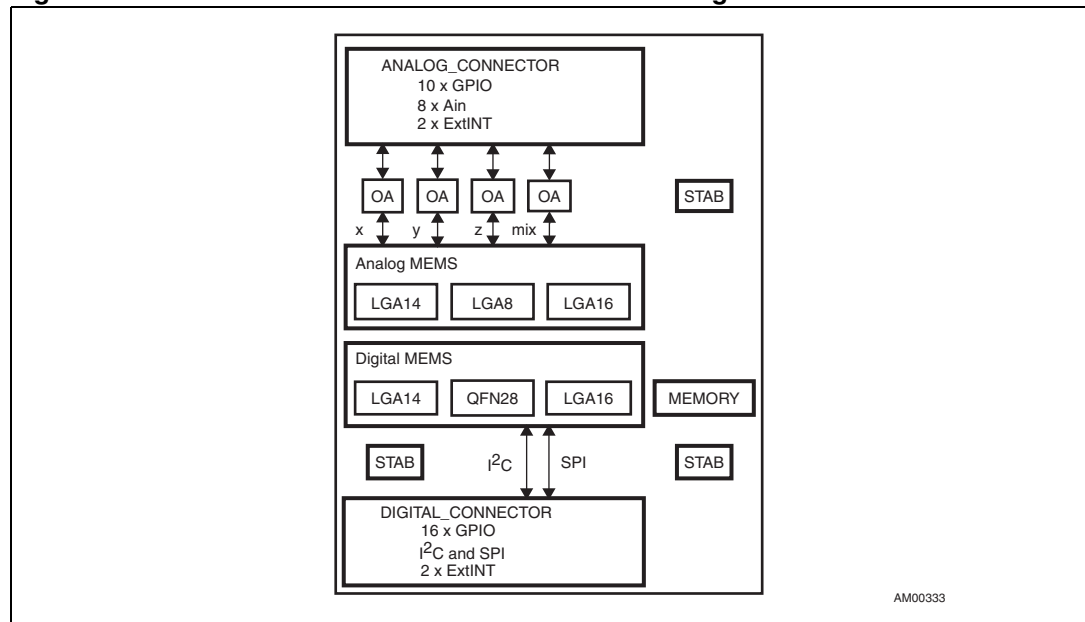 ANALOG_CONNECTOR
10 x GPIO
8 x Ain
2 x ExtINT
OA OA OA OA STAB
x y z mix
Analog MEMS
LGA14 LGA8 LGA16
Digital MEMS
LGA14 QFN28 LGA16 MEMORY
STAB I²C SPI STAB
DIGITAL_CONNECTOR
16 x GPIO
I²C and SPI
2 x ExtINT
AM00333